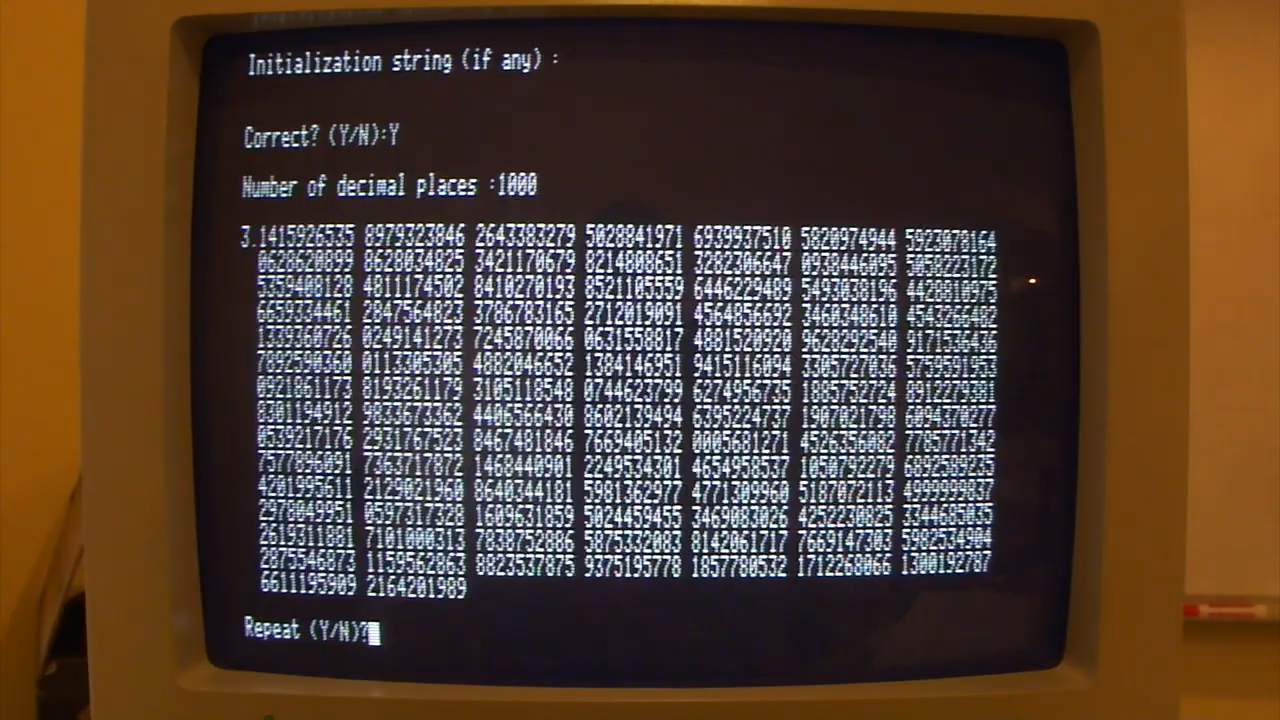 Initialization string (if any) :
Correct? (Y/N):Y
Number of decimal places :1000
3.1415926535 8979323846 2643383279 5028841971 6939937510 5820974944 5923078164
0628620899 8628034825 3421170679 8214808651 3282306647 0938446095 5058223172
5359408128 4811174502 8410270193 8521105559 6446229489 5493038196 4428810975
6659334461 2847564823 3786783165 2712019091 4564856692 3460348610 4543266482
1339360726 0249141273 7245870066 0631558817 4881520920 9628292540 9171536436
7892590360 0113305305 4882046652 1384146951 9415116094 3305727036 5759591953
0921861173 8193261179 3105118548 0744623799 6274956735 1885752724 8912279381
8301194912 9833673362 4406566430 8602139494 6395224737 1907021798 6094370277
0539217176 2931767523 8467481846 7669405132 0005681271 4526356082 7785771342
7577896091 7363717872 1468440901 2249534301 4654958537 1050792279 6892589235
4201995611 2129021960 8640344181 5981362977 4771309960 5187072113 4999999837
2978049951 0597317328 1609631859 5024459455 3469083026 4252230825 3344685035
2619311881 7101000313 7838752886 5875332083 8142061717 7669147303 5982534904
2875546873 1159562863 8823537875 9375195778 1857780532 1712268066 1300192787
6611195909 2164201989
Repeat (Y/N)?